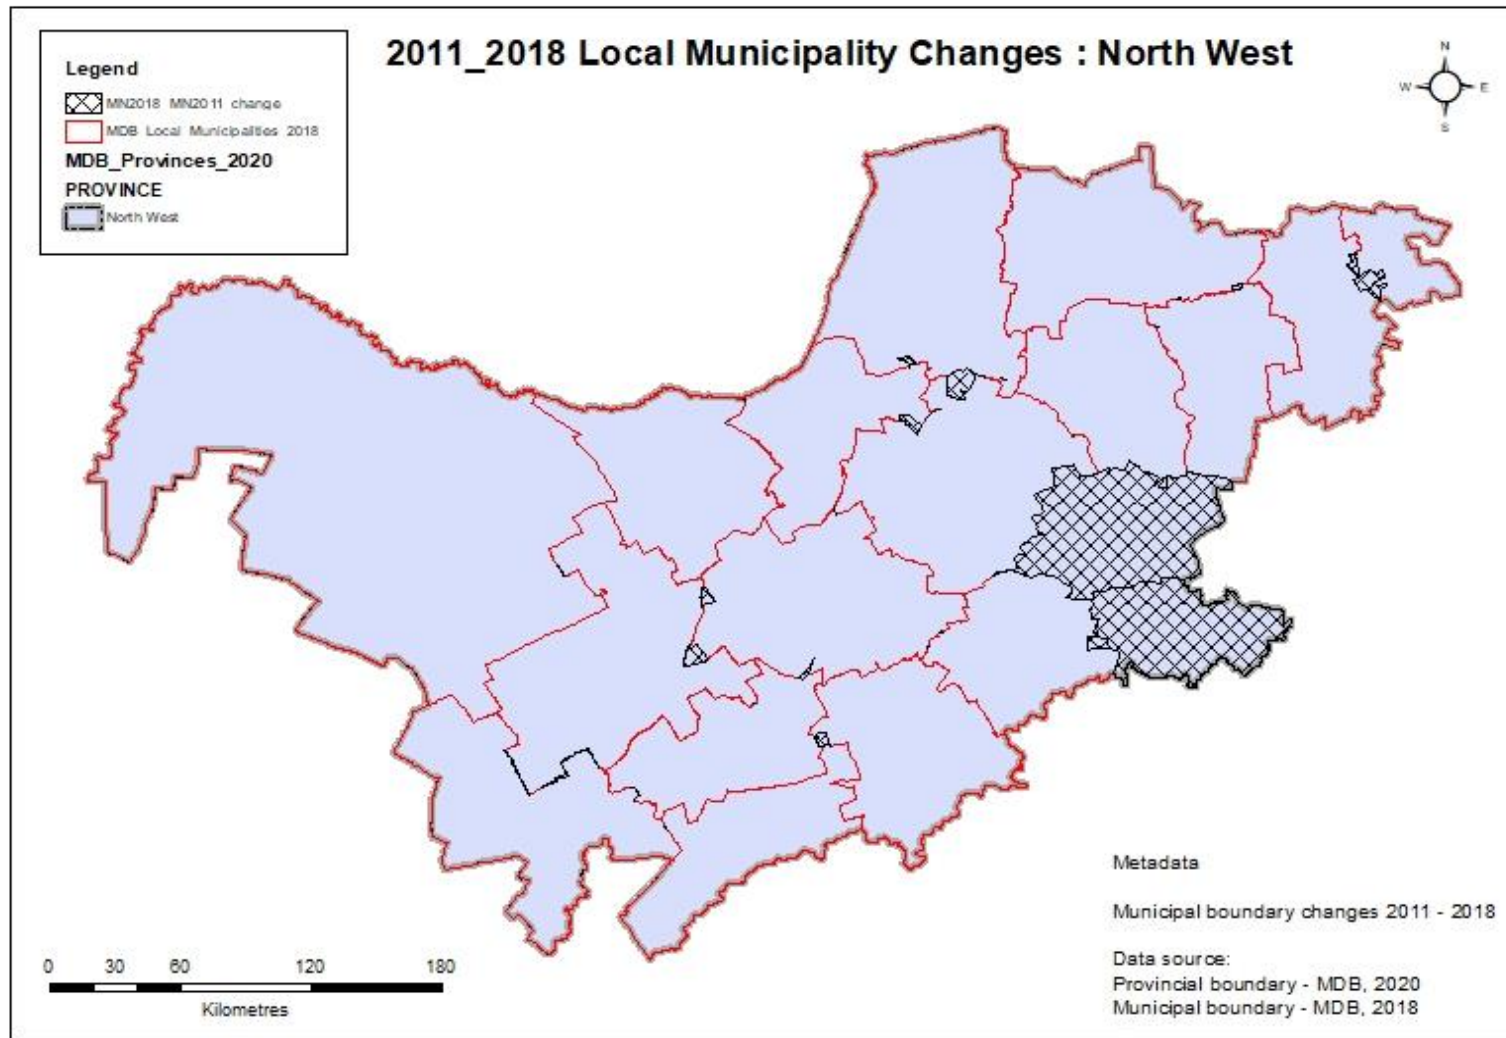 2011_2018 Local Municipality Changes : North West
Legend
MN2018 MN2011 change
MDB Local Municipalities 2018
MDB_Provinces_2020
PROVINCE
North West
N
W
E
S
0 30 60 120 180
Kilometres
Metadata
Municipal boundary changes 2011 - 2018
Data source:
Provincial boundary - MDB, 2020
Municipal boundary - MDB, 2018